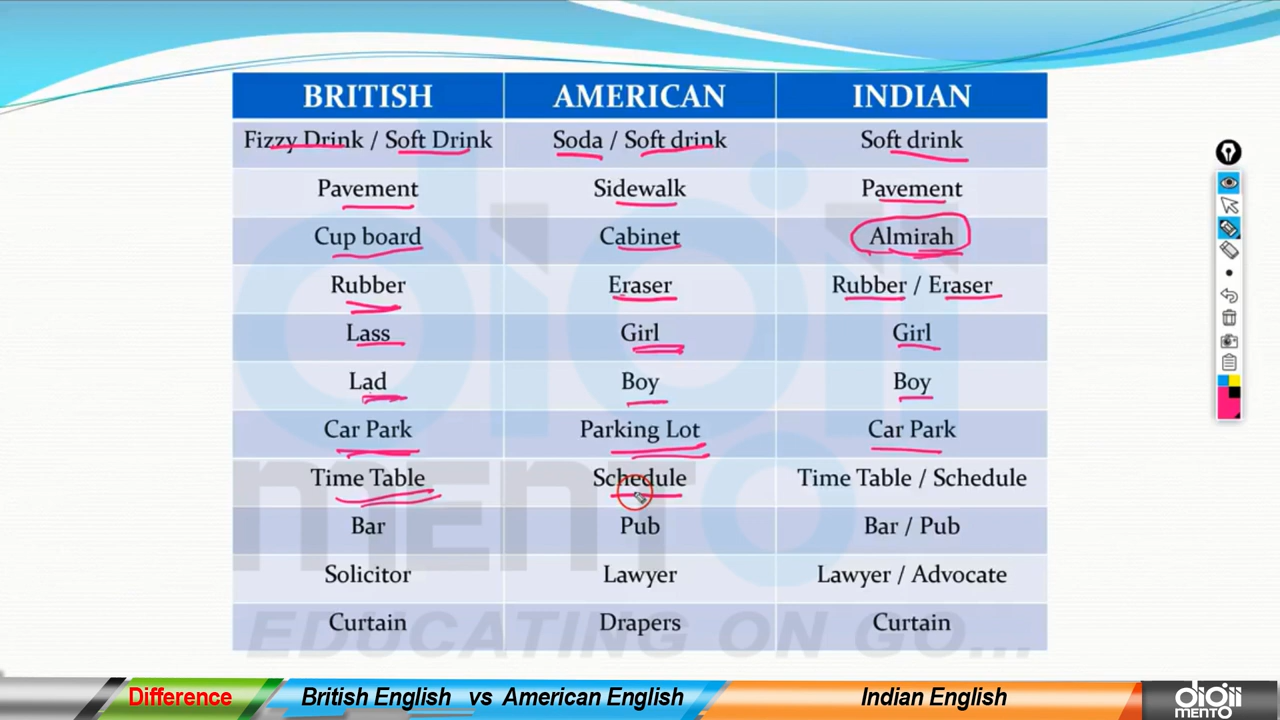 BRITISH AMERICAN INDIAN
Fizzy Drink / Soft Drink Soda / Soft drink Soft drink
Pavement Sidewalk Pavement
Cup board Cabinet Almirah
Rubber Eraser Rubber / Eraser
Lass Girl Girl
Lad Boy Boy
Car Park Parking Lot Car Park
Time Table Schedule Time Table / Schedule
Bar Pub Bar / Pub
Solicitor Lawyer Lawyer / Advocate
Curtain Drapers Curtain
diQii
MENTO
EDUCATING ON GO...
Difference British English vs American English Indian English
diQii
MENTO